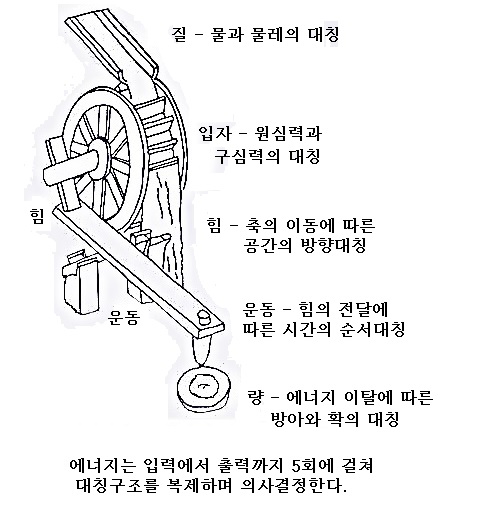 질 - 물과 물레의 대칭
입자 - 원심력과
구심력의 대칭
힘
힘 - 축의 이동에 따른
공간의 방향대칭
운동
운동 - 힘의 전달에
따른 시간의 순서대칭
량 - 에너지 이탈에 따른
방아와 확의 대칭
에너지는 입력에서 출력까지 5회에 걸쳐
대칭구조를 복제하며 의사결정한다.